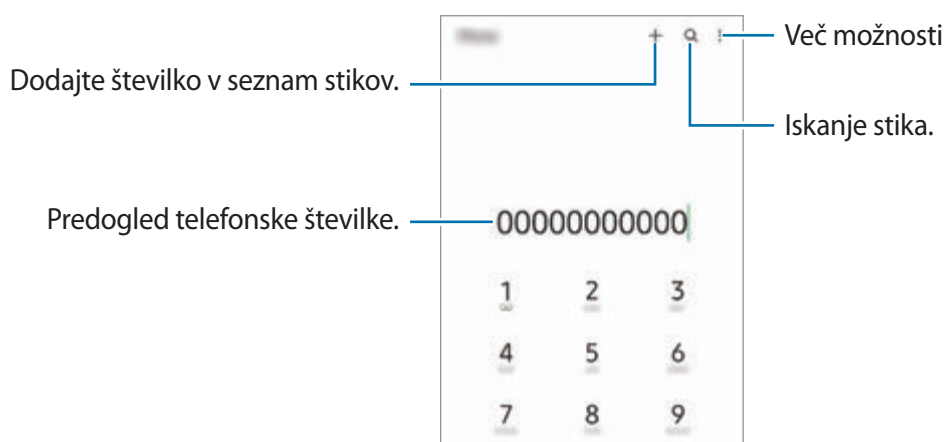 Več možnosti
Dodajte številko v seznam stikov.
Iskanje stika.
Predogled telefonske številke.
00000000000
1 2 3
4 5 6
7 8 9